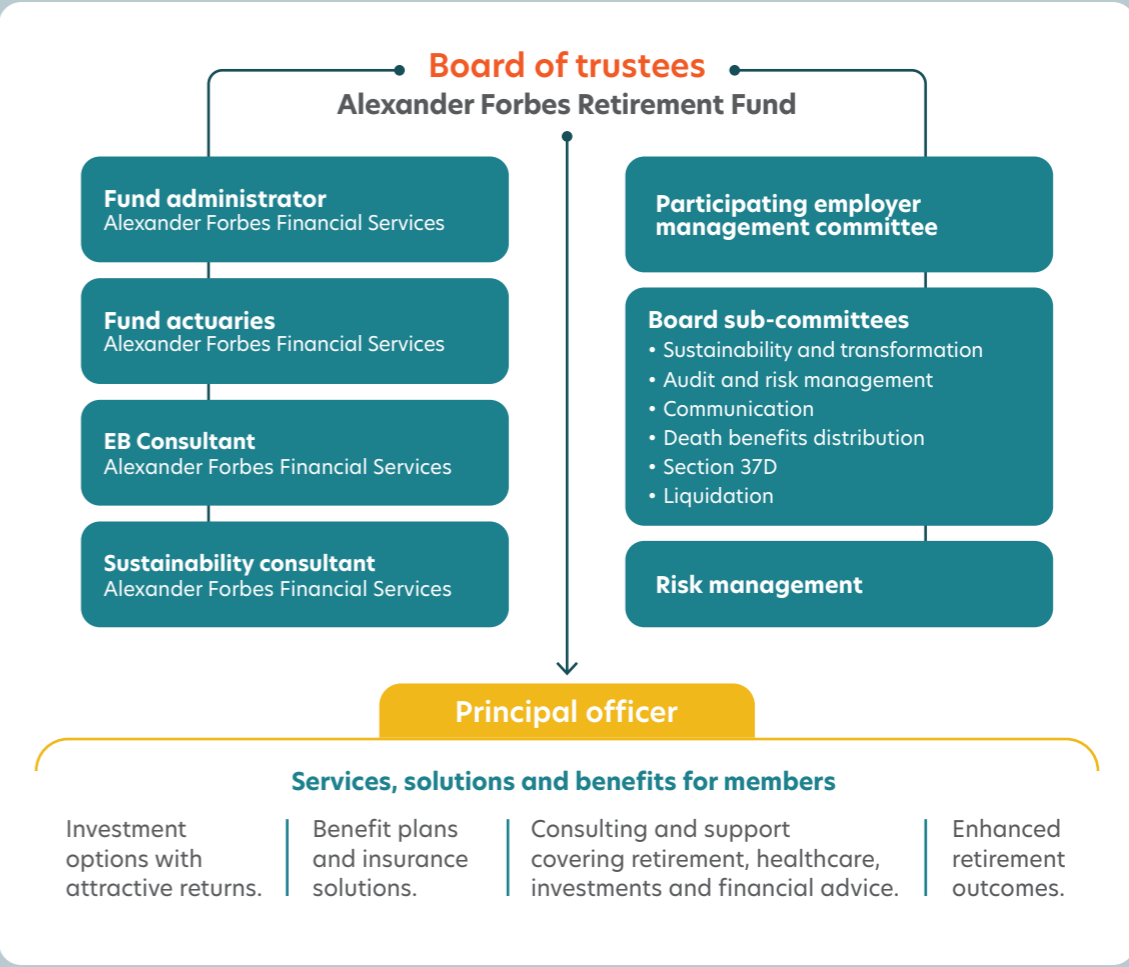 Board of trustees
Alexander Forbes Retirement Fund
Fund administrator
Alexander Forbes Financial Services
Fund actuaries
Alexander Forbes Financial Services
EB Consultant
Alexander Forbes Financial Services
Sustainability consultant
Alexander Forbes Financial Services
Participating employer
management committee
Board sub-committees
• Sustainability and transformation
• Audit and risk management
• Communication
• Death benefits distribution
• Section 37D
• Liquidation
Risk management
Principal officer
Services, solutions and benefits for members
Investment
options with
attractive returns.
Benefit plans
and insurance
solutions.
Consulting and support
covering retirement, healthcare,
investments and financial advice.
Enhanced
retirement
outcomes.